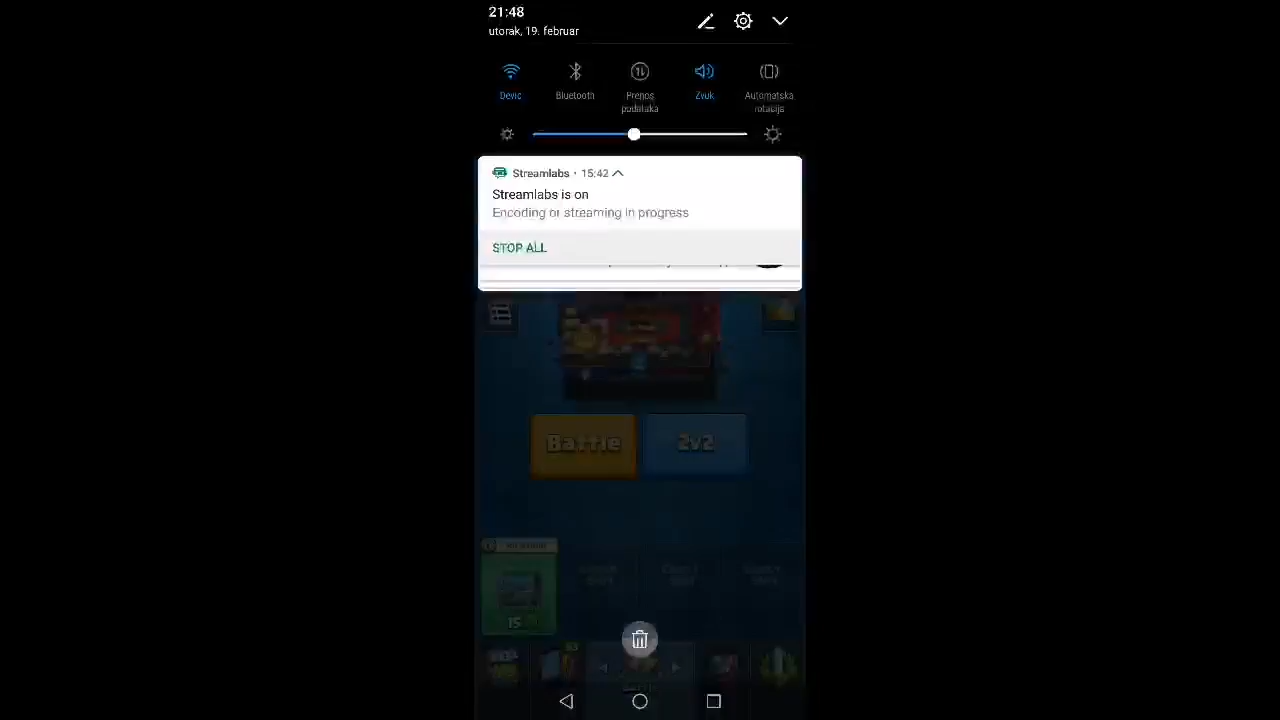 21:48
utorak, 19. februar
Devic
Bluetooth
Prenos podataka
Zvuk
Automatska rotacija
Streamlabs · 15:42
Streamlabs is on
Encoding or streaming in progress
STOP ALL
Battle
2v2
15